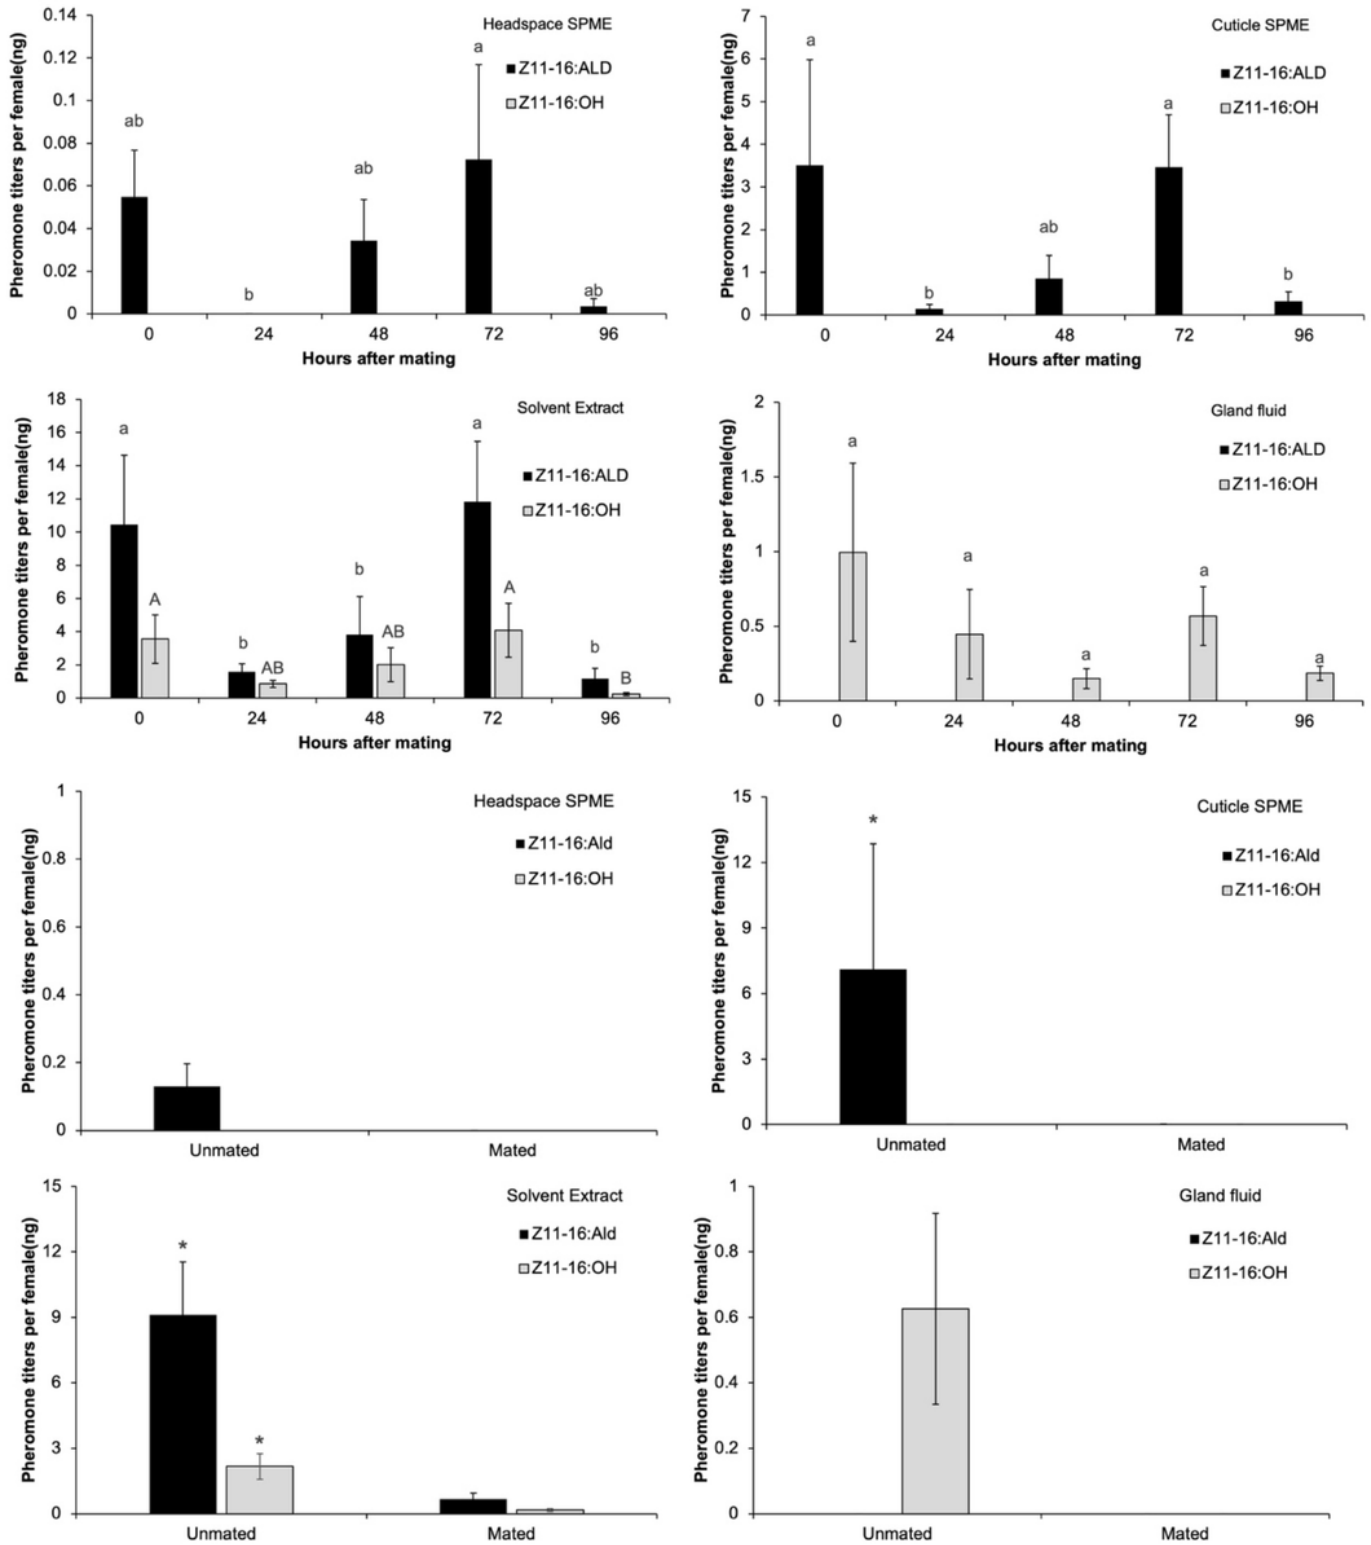 Headspace SPME
Z11-16:ALD
Z11-16:OH
Pheromone titers per female(ng)
0.14
0.12
0.1
0.08
0.06
0.04
0.02
0
ab
b
ab
a
ab
0 24 48 72 96
Hours after mating
Cuticle SPME
Z11-16:ALD
Z11-16:OH
Pheromone titers per female(ng)
7
6
5
4
3
2
1
0
a
b
ab
a
b
0 24 48 72 96
Hours after mating
Solvent Extract
Z11-16:ALD
Z11-16:OH
Pheromone titers per female(ng)
18
16
14
12
10
8
6
4
2
0
a
A
b
AB
b
AB
a
A
b
B
0 24 48 72 96
Hours after mating
Gland fluid
Z11-16:ALD
Z11-16:OH
Pheromone titers per female(ng)
2
1.5
1
0.5
0
a
a
a
a
a
0 24 48 72 96
Hours after mating
Headspace SPME
Z11-16:Ald
Z11-16:OH
Pheromone titers per female(ng)
1
0.8
0.6
0.4
0.2
0
Unmated Mated
Cuticle SPME
Z11-16:Ald
Z11-16:OH
Pheromone titers per female(ng)
15
12
9
6
3
0
*
Unmated Mated
Solvent Extract
Z11-16:Ald
Z11-16:OH
Pheromone titers per female(ng)
15
12
9
6
3
0
*
*
Unmated Mated
Gland fluid
Z11-16:Ald
Z11-16:OH
Pheromone titers per female(ng)
1
0.8
0.6
0.4
0.2
0
Unmated Mated